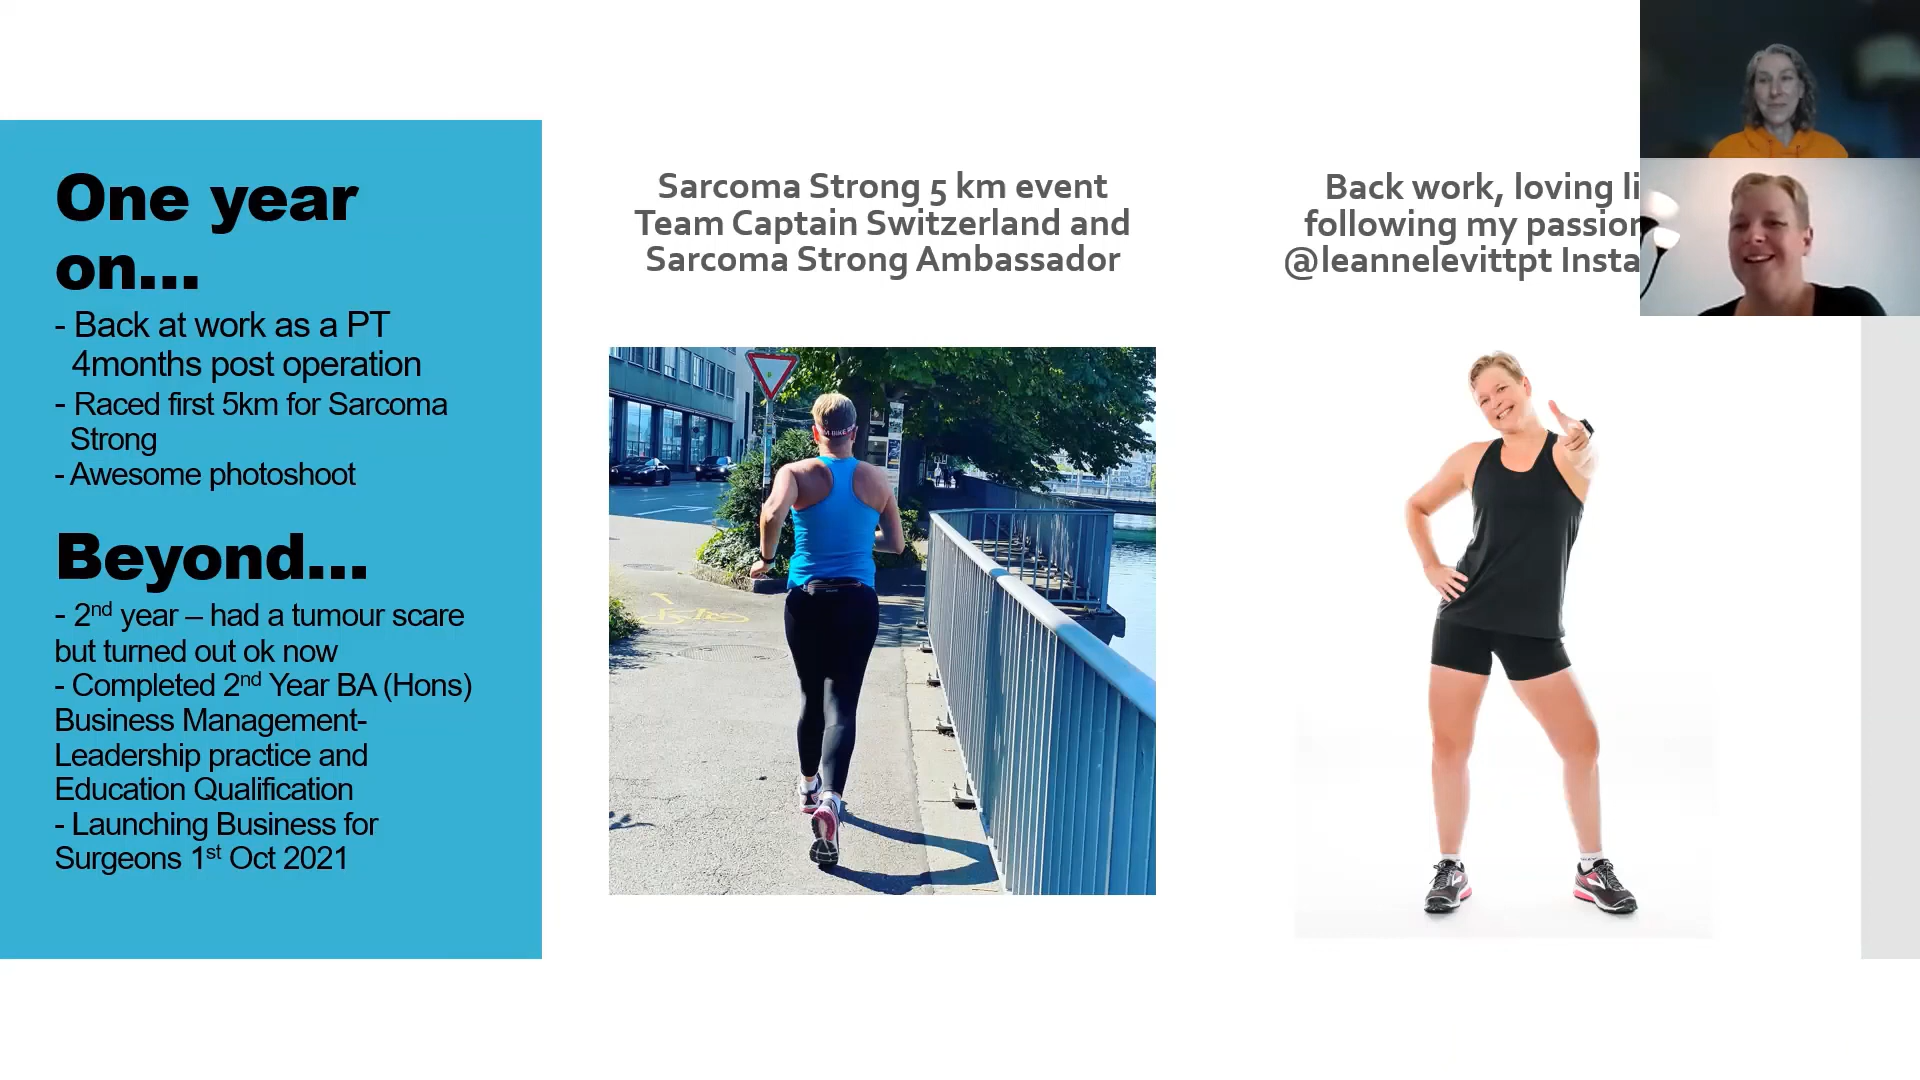 One year
on...
- Back at work as a PT
4months post operation
- Raced first 5km for Sarcoma
Strong
- Awesome photoshoot
Beyond...
- 2nd year – had a tumour scare
but turned out ok now
- Completed 2nd Year BA (Hons)
Business Management-
Leadership practice and
Education Qualification
- Launching Business for
Surgeons 1st Oct 2021
Sarcoma Strong 5 km event
Team Captain Switzerland and
Sarcoma Strong Ambassador
Back work, loving li
following my passion
@leannelevittpt Insta